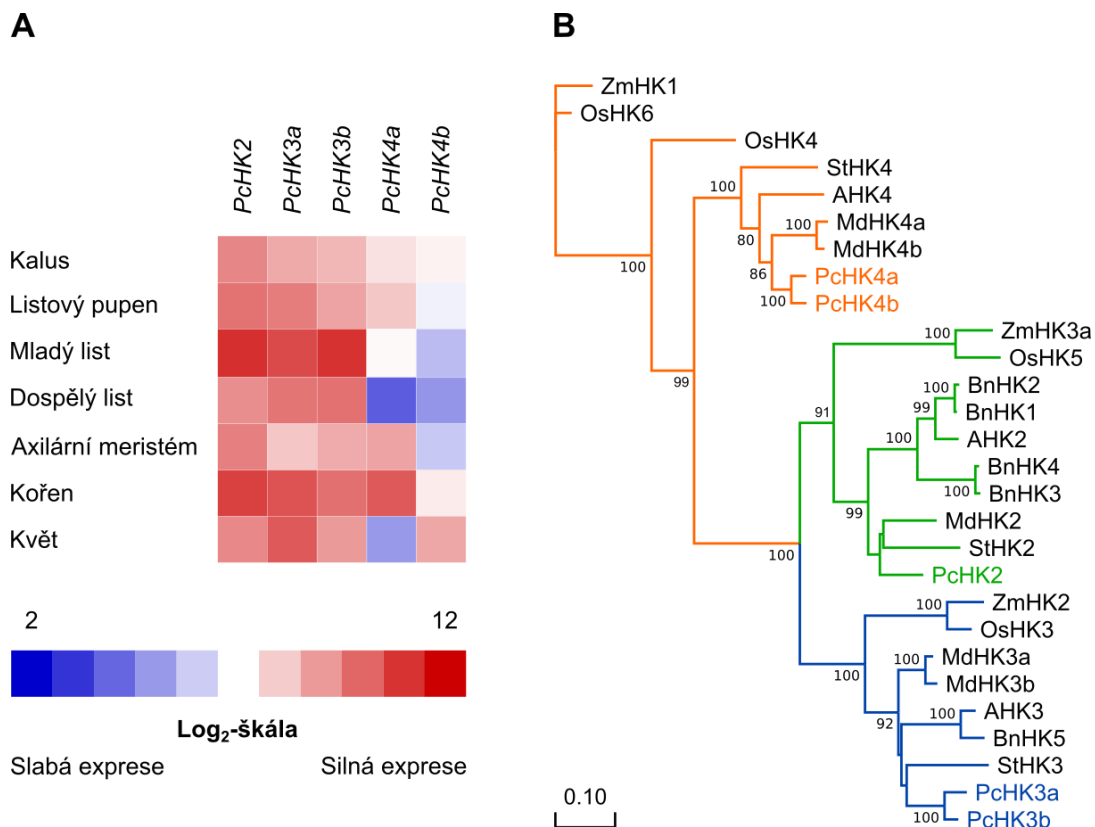 A
PcHK2
PcHK3a
PcHK3b
PcHK4a
PcHK4b
Kalus
Listový pupen
Mladý list
Dospělý list
Axilární meristém
Kořen
Květ
2
12
Log₂-škála
Slabá exprese
Silná exprese
B
ZmHK1
OsHK6
OsHK4
StHK4
100
AHK4
MdHK4a
100
MdHK4b
80
100
PcHK4a
86
PcHK4b
100
ZmHK3a
100
OsHK5
99
BnHK2
100
91
BnHK1
99
AHK2
100
BnHK4
BnHK3
100
99
MdHK2
StHK2
100
PcHK2
ZmHK2
100
OsHK3
MdHK3a
100
100
MdHK3b
AHK3
100
92
BnHK5
StHK3
PcHK3a
100
PcHK3b
0.10